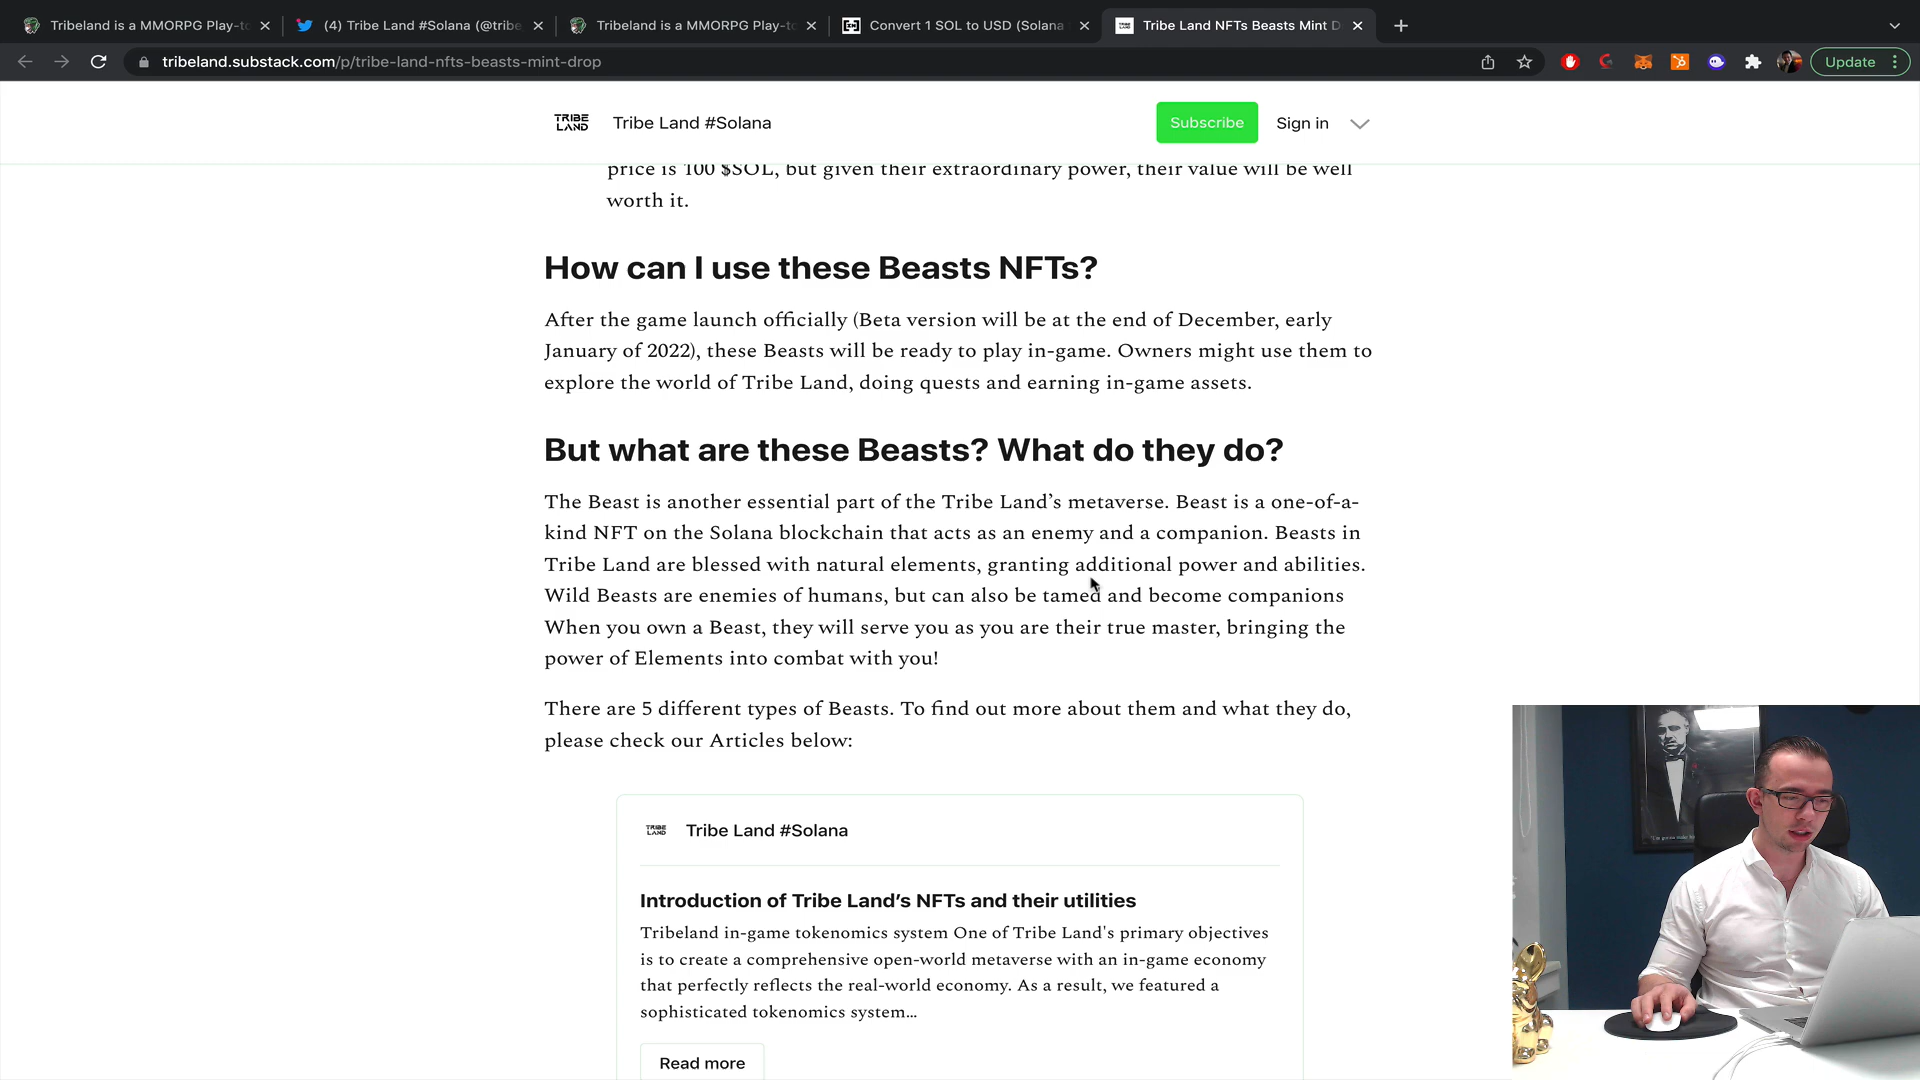 Tribeland is a MMORPG Play-to
(4) Tribe Land #Solana (@tribe
Tribeland is a MMORPG Play-to
Convert 1 SOL to USD (Solana
Tribe Land NFTs Beasts Mint D
tribeland.substack.com/p/tribe-land-nfts-beasts-mint-drop
Update
TRIBE LAND
Tribe Land #Solana
Subscribe
Sign in
price is 100 $SOL, but given their extraordinary power, their value will be well
worth it.
How can I use these Beasts NFTs?
After the game launch officially (Beta version will be at the end of December, early
January of 2022), these Beasts will be ready to play in-game. Owners might use them to
explore the world of Tribe Land, doing quests and earning in-game assets.
But what are these Beasts? What do they do?
The Beast is another essential part of the Tribe Land’s metaverse. Beast is a one-of-a-
kind NFT on the Solana blockchain that acts as an enemy and a companion. Beasts in
Tribe Land are blessed with natural elements, granting additional power and abilities.
Wild Beasts are enemies of humans, but can also be tamed and become companions
When you own a Beast, they will serve you as you are their true master, bringing the
power of Elements into combat with you!
There are 5 different types of Beasts. To find out more about them and what they do,
please check our Articles below:
TRIBE LAND
Tribe Land #Solana
Introduction of Tribe Land’s NFTs and their utilities
Tribeland in-game tokenomics system One of Tribe Land's primary objectives
is to create a comprehensive open-world metaverse with an in-game economy
that perfectly reflects the real-world economy. As a result, we featured a
sophisticated tokenomics system…
Read more